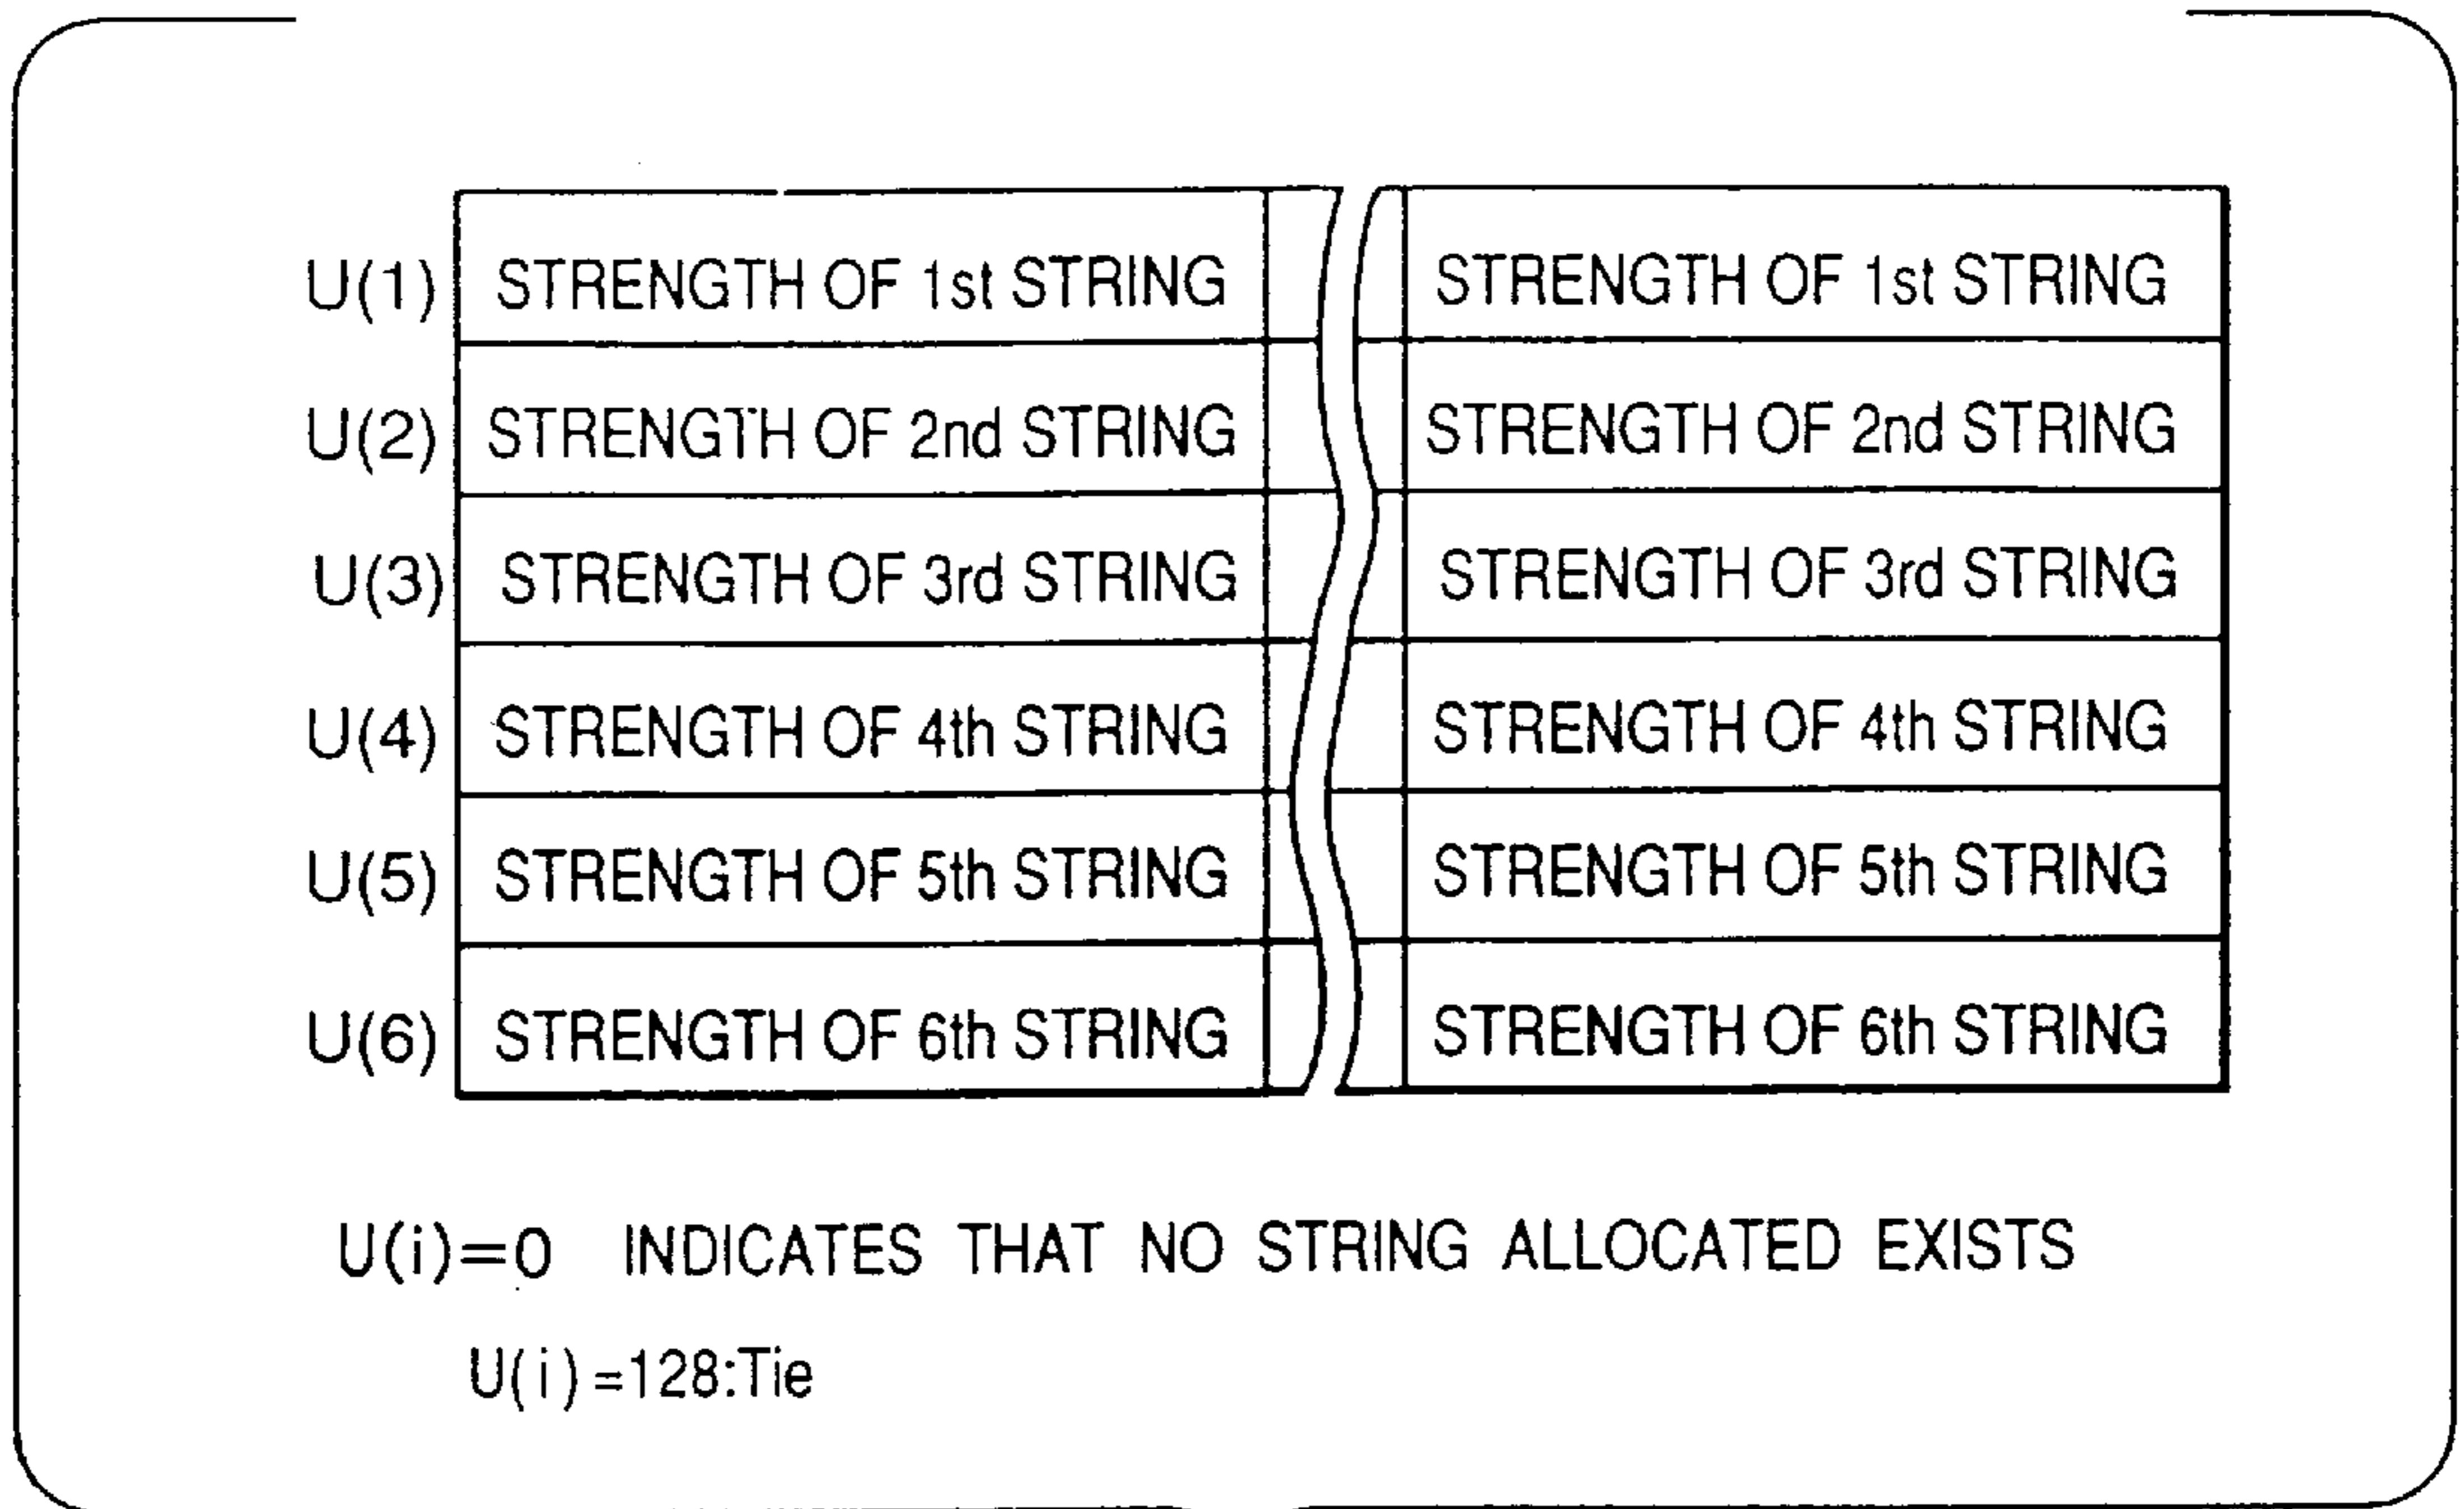 U(1) STRENGTH OF 1st STRING STRENGTH OF 1st STRING
U(2) STRENGTH OF 2nd STRING STRENGTH OF 2nd STRING
U(3) STRENGTH OF 3rd STRING STRENGTH OF 3rd STRING
U(4) STRENGTH OF 4th STRING STRENGTH OF 4th STRING
U(5) STRENGTH OF 5th STRING STRENGTH OF 5th STRING
U(6) STRENGTH OF 6th STRING STRENGTH OF 6th STRING
U(i)=0 INDICATES THAT NO STRING ALLOCATED EXISTS
U(i)=128:Tie